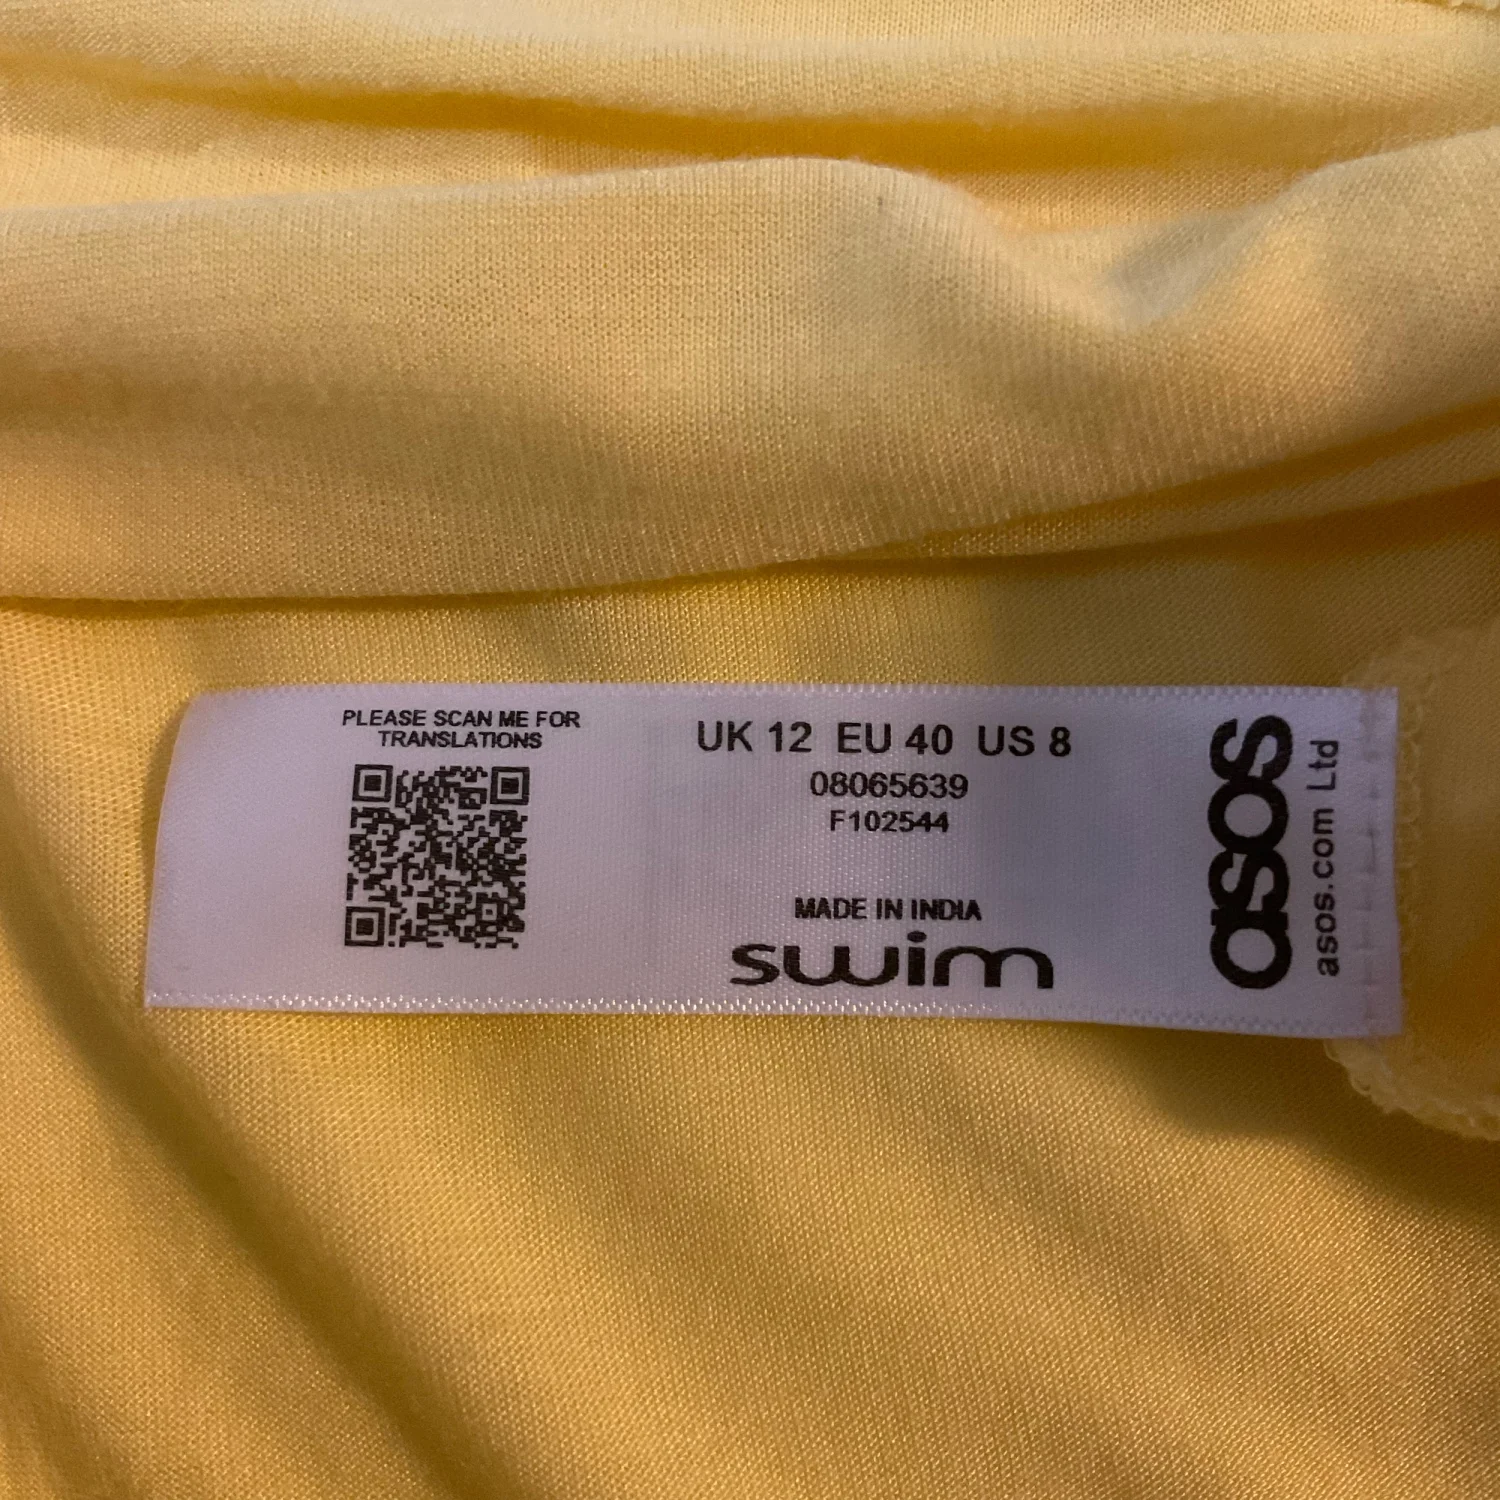 PLEASE SCAN ME FOR
TRANSLATIONS
UK 12 EU 40 US 8
08065639
F102544
MADE IN INDIA
swim
asos
asos.com Ltd